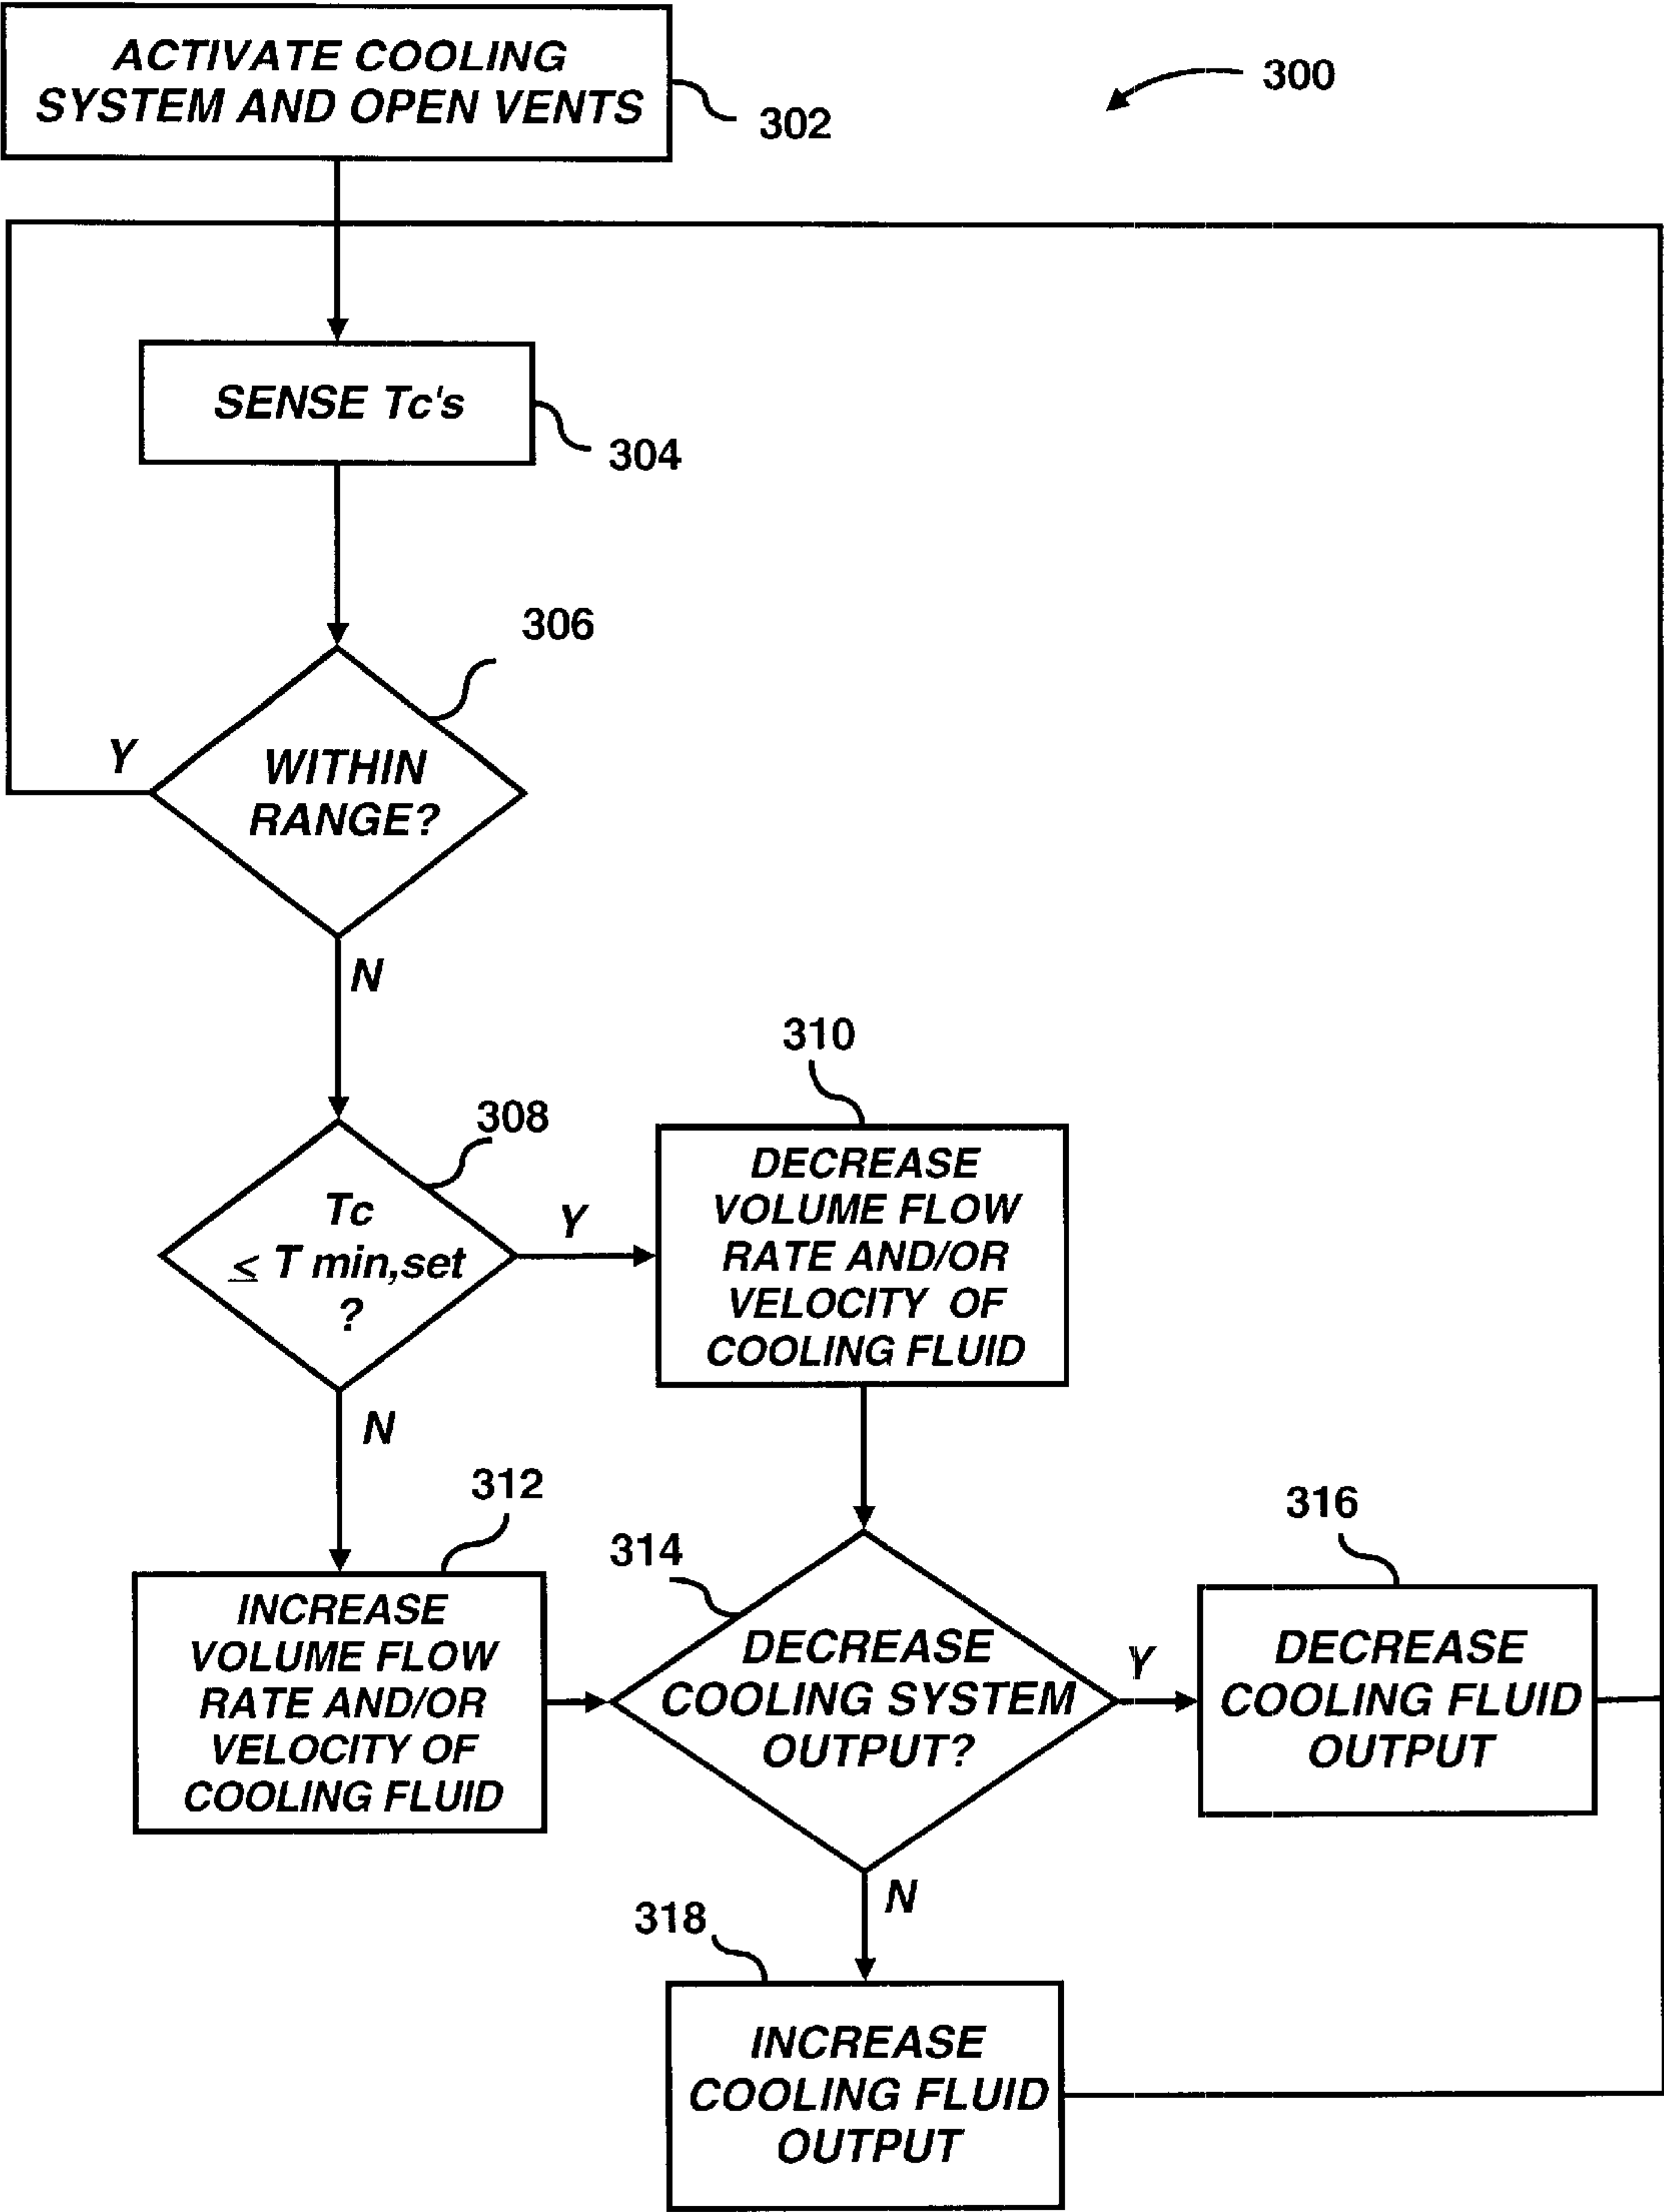 ACTIVATE COOLING
SYSTEM AND OPEN VENTS
302
300
SENSE Tc's
304
306
WITHIN
RANGE?
Y
N
308
Tc
≤ T min,set
?
Y
N
310
DECREASE
VOLUME FLOW
RATE AND/OR
VELOCITY OF
COOLING FLUID
312
INCREASE
VOLUME FLOW
RATE AND/OR
VELOCITY OF
COOLING FLUID
314
DECREASE
COOLING SYSTEM
OUTPUT?
Y
N
316
DECREASE
COOLING FLUID
OUTPUT
318
INCREASE
COOLING FLUID
OUTPUT